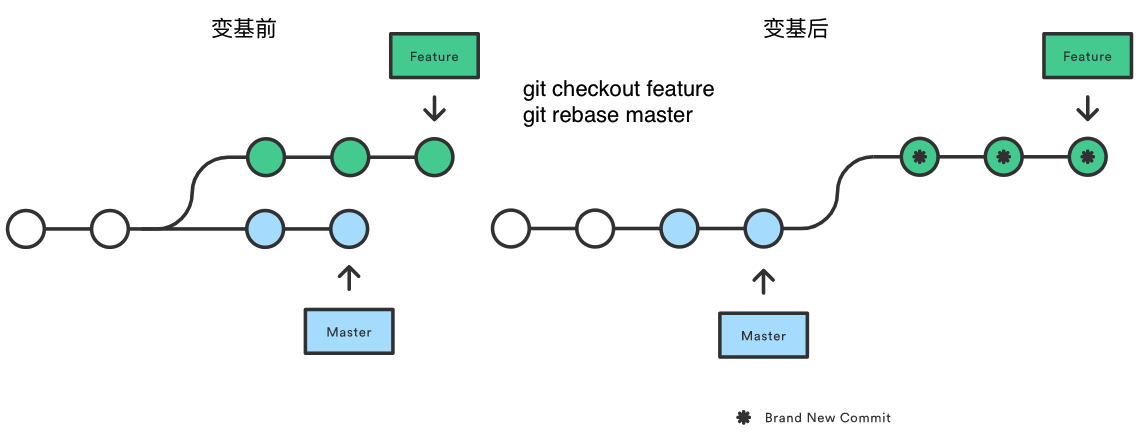 变基前
变基后
Feature
Feature
git checkout feature
git rebase master
Master
Master
Brand New Commit